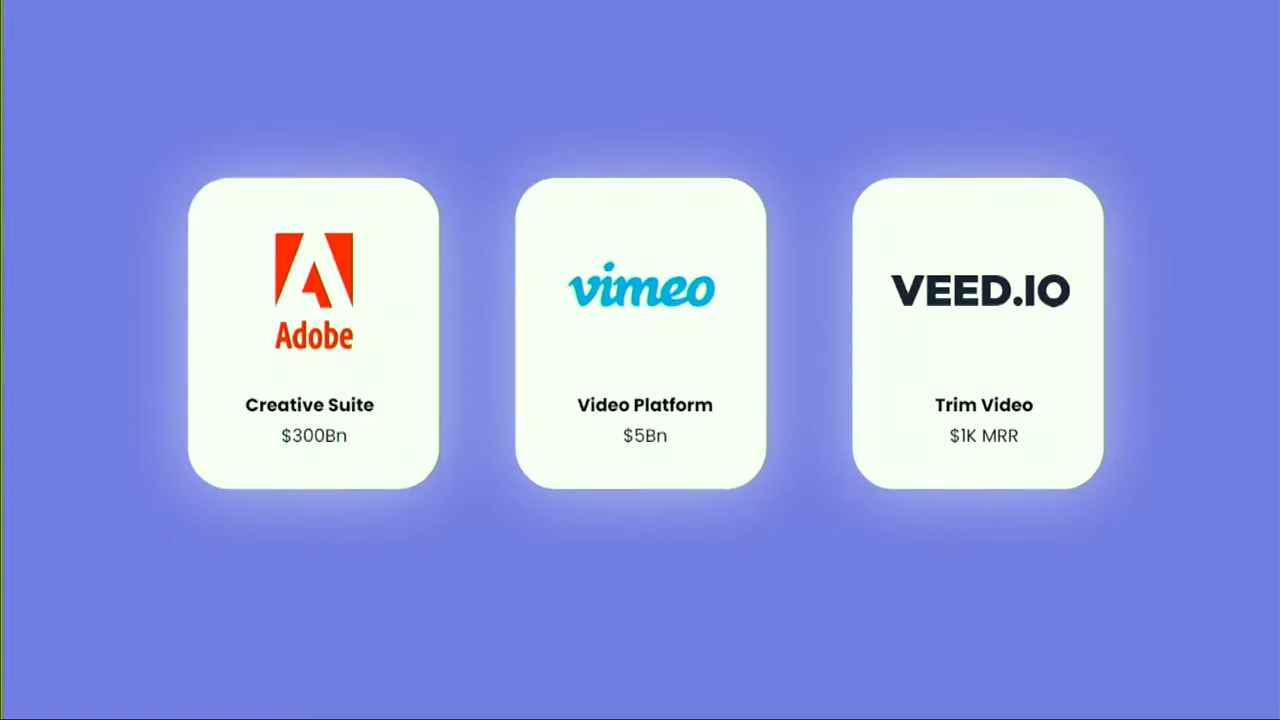 Adobe
Creative Suite
$300Bn
vimeo
Video Platform
$5Bn
VEED.IO
Trim Video
$1K MRR